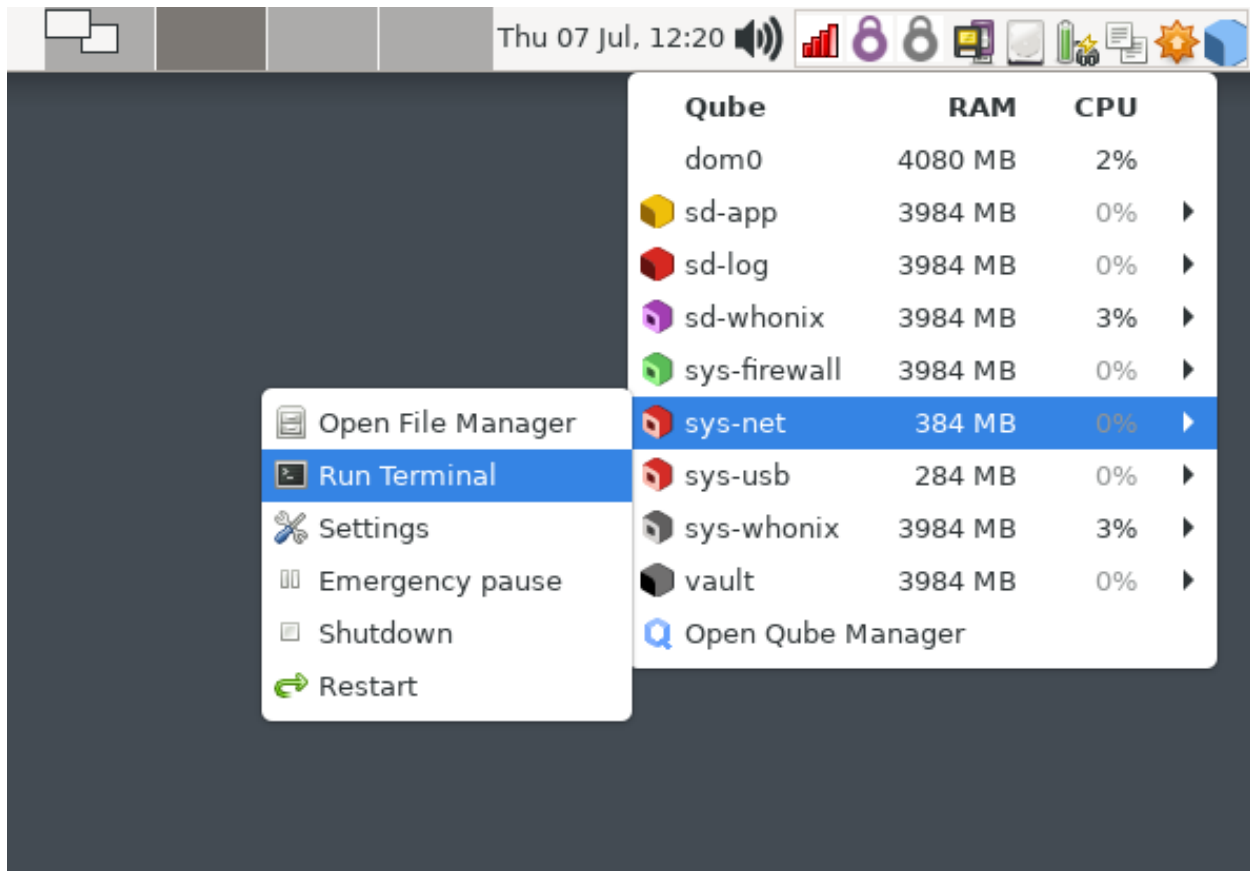 Thu 07 Jul, 12:20
Qube RAM CPU
dom0 4080 MB 2%
sd-app 3984 MB 0%
sd-log 3984 MB 0%
sd-whonix 3984 MB 3%
sys-firewall 3984 MB 0%
sys-net 384 MB 0%
sys-usb 284 MB 0%
sys-whonix 3984 MB 3%
vault 3984 MB 0%
Open Qube Manager
Open File Manager
Run Terminal
Settings
Emergency pause
Shutdown
Restart